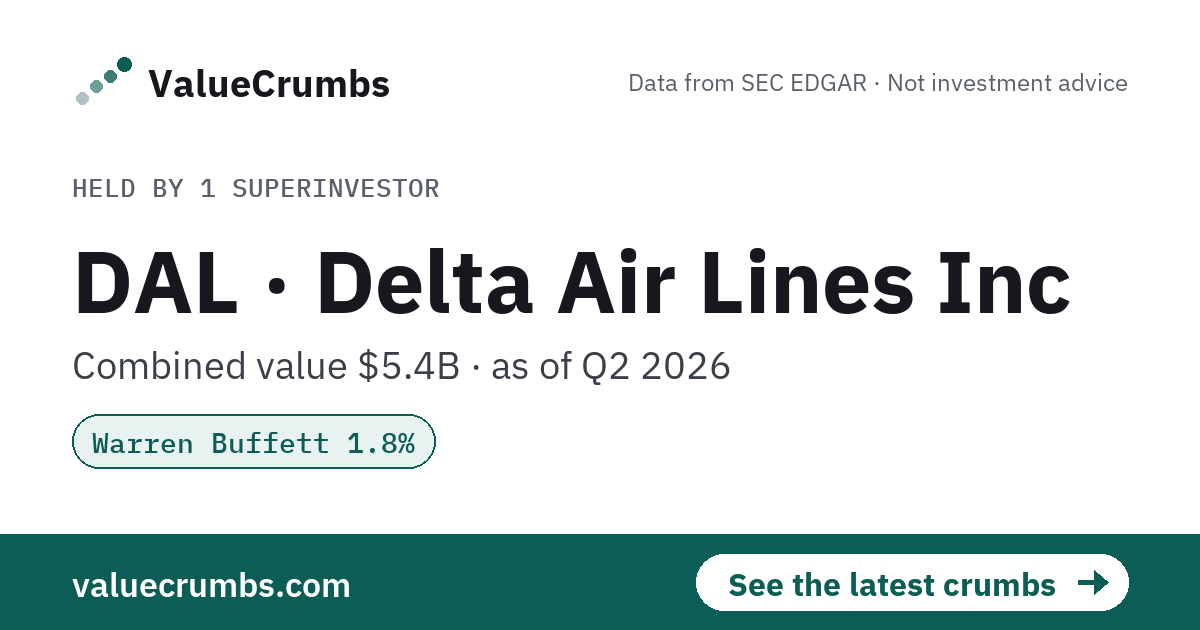 ValueCrumbs
Data from SEC EDGAR · Not investment advice
HELD BY 1 SUPERINVESTOR
DAL · Delta Air Lines Inc
Combined value $5.4B · as of Q2 2026
Warren Buffett 1.8%
valuecrumbs.com
See the latest crumbs →